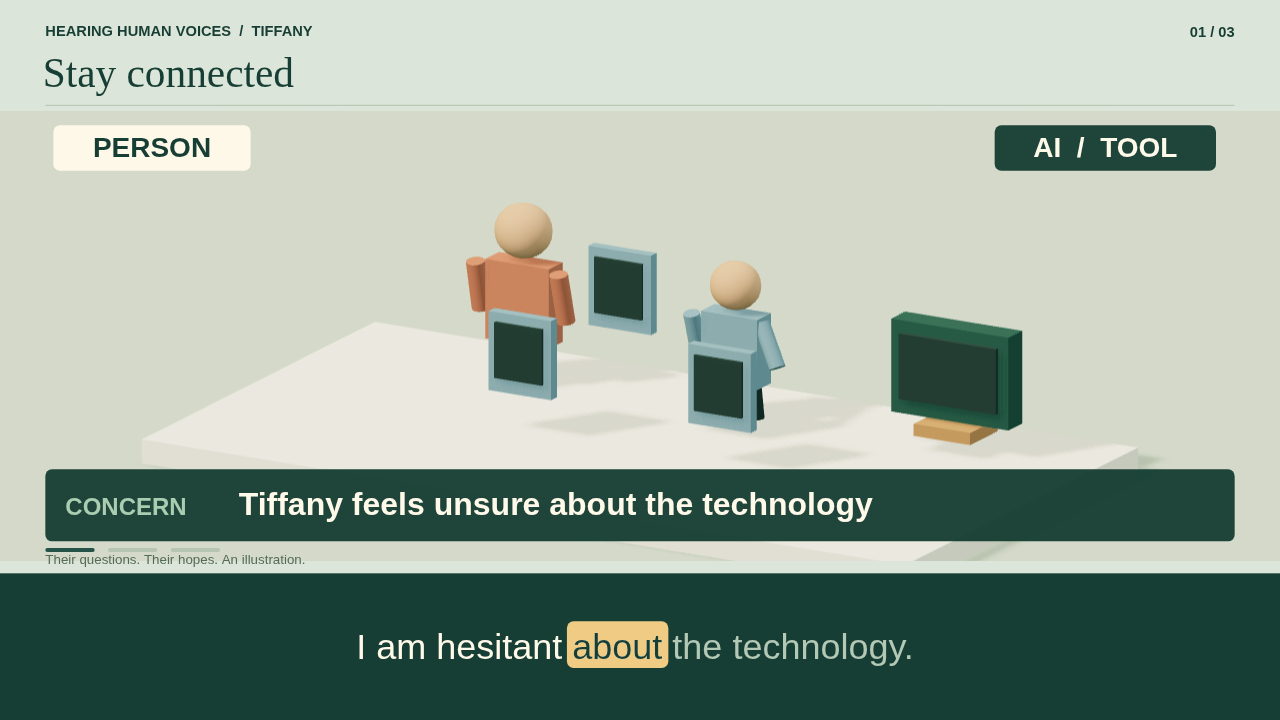 HEARING HUMAN VOICES / TIFFANY
01 / 03
Stay connected
PERSON
AI / TOOL
CONCERN
Tiffany feels unsure about the technology
Their questions. Their hopes. An illustration.
I am hesitant about the technology.